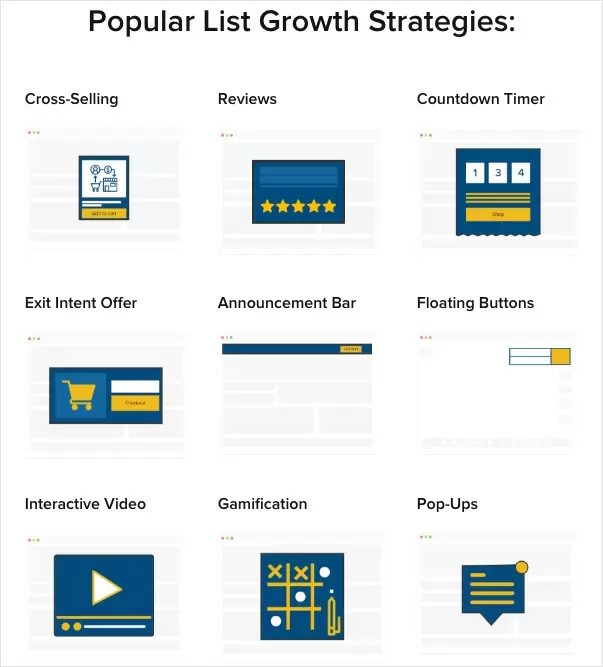 Popular List Growth Strategies:
Cross-Selling
Reviews
Countdown Timer
Add to cart
1 3 4
Shop
Exit Intent Offer
Announcement Bar
Floating Buttons
Checkout
Interactive Video
Gamification
Pop-Ups